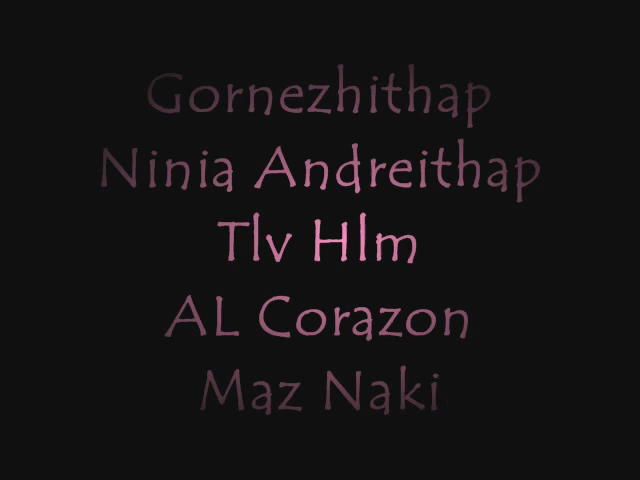 Gornezhithap
Ninia Andreithap
Tlv Hlm
AL Corazon
Maz Naki